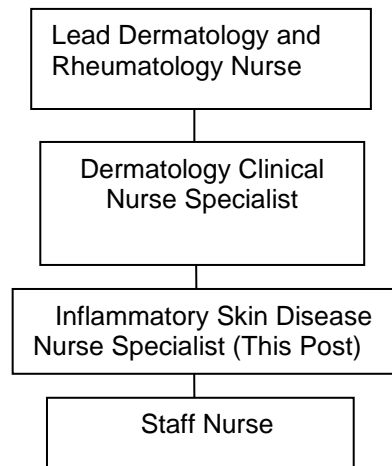 Lead Dermatology and
Rheumatology Nurse
Dermatology Clinical
Nurse Specialist
Inflammatory Skin Disease
Nurse Specialist (This Post)
Staff Nurse